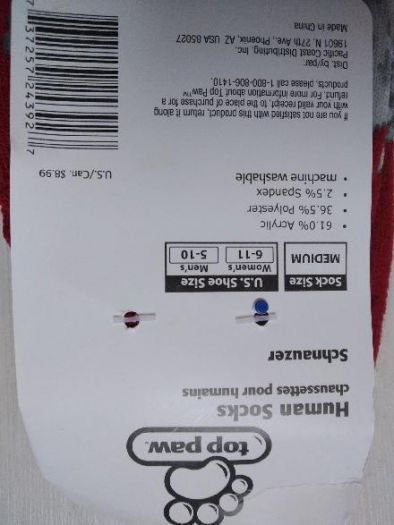 top paw™
Human Socks
chaussettes pour humains
Schnauzer
Sock Size
U.S. Shoe Size
MEDIUM
Women's
6-11
Men's
5-10
• 61.0% Acrylic
• 36.5% Polyester
• 2.5% Spandex
• machine washable
U.S./Can. $8.99
If you are not satisfied with this product, return it along
with your valid receipt, to the place of purchase for a
refund. For more information about Top Paw™
products, please call 1-800-406-1410.
Dist. by/par
Pacific Coast Distributing, Inc.
19601 N. 27th Ave., Phoenix, AZ USA 85027
Made in China
7 37257 24392 7